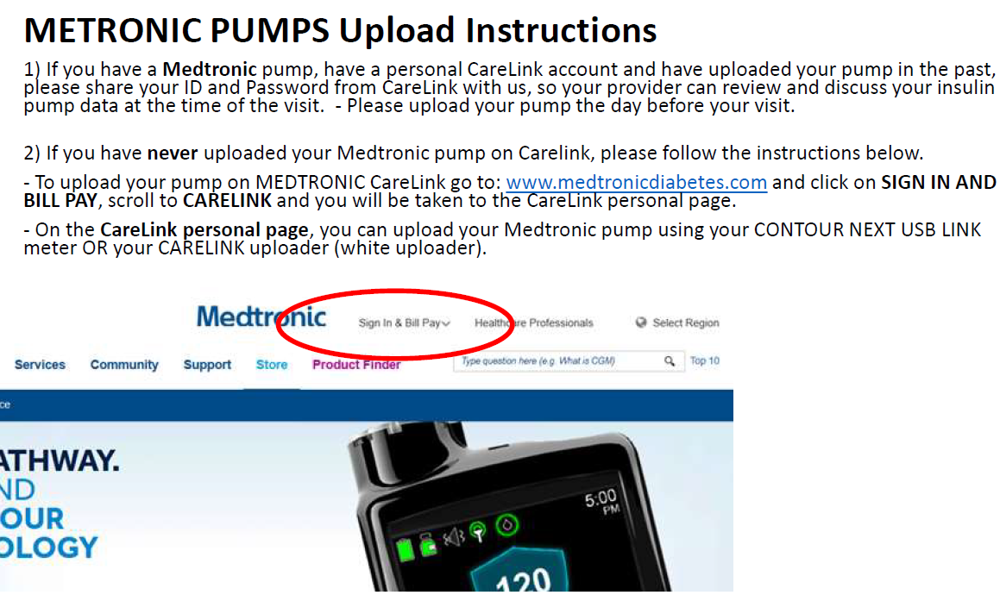 METRONIC PUMPS Upload Instructions
1) If you have a Medtronic pump, have a personal CareLink account and have uploaded your pump in the past,
please share your ID and Password from CareLink with us, so your provider can review and discuss your insulin
pump data at the time of the visit.  - Please upload your pump the day before your visit.
2) If you have never uploaded your Medtronic pump on Carelink, please follow the instructions below.
- To upload your pump on MEDTRONIC CareLink go to: www.medtronicdiabetes.com and click on SIGN IN AND
BILL PAY, scroll to CARELINK and you will be taken to the CareLink personal page.
- On the CareLink personal page, you can upload your Medtronic pump using your CONTOUR NEXT USB LINK
meter OR your CARELINK uploader (white uploader).
Medtronic Sign In & Bill Pay Healthcare Professionals Select Region
Services Community Support Store Product Finder Type question here (e.g. What is CGM) Top 10
ce
ATHWAY.
ND
OUR
OLOGY
5:00
PM
120